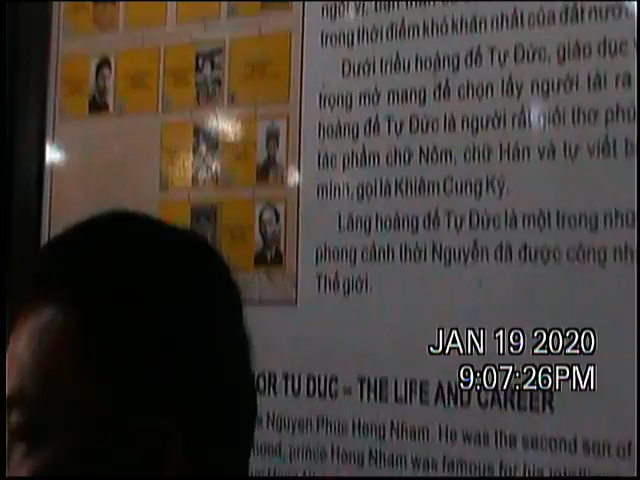 trong thời điểm khó khăn nhất của đất nước
Dưới triều hoàng đế Tự Đức, giáo dục
trọng mở mang để chọn lấy người tài ra
hoàng đế Tự Đức là người rất giỏi thơ phú
tác phẩm chữ Nôm, chữ Hán và tự viết b
minh, gọi là Khiêm Cung Ký.
Lăng hoàng đế Tự Đức là một trong nhữ
phong cảnh thời Nguyễn đã được công nh
Thế giới.
JAN 19 2020
9:07:26PM
OR TU DUC – THE LIFE AND CAREER
Nguyen Phuc Hong Nham. He was the second son of
hood, prince Hong Nham was famous for his